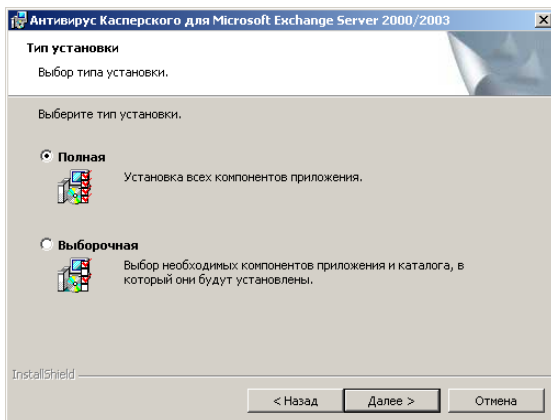 Антивирус Касперского для Microsoft Exchange Server 2000/2003
Тип установки
Выбор типа установки.
Выберите тип установки.
Полная
Установка всех компонентов приложения.
Выборочная
Выбор необходимых компонентов приложения и каталога, в
который они будут установлены.
InstallShield
< Назад
Далее >
Отмена